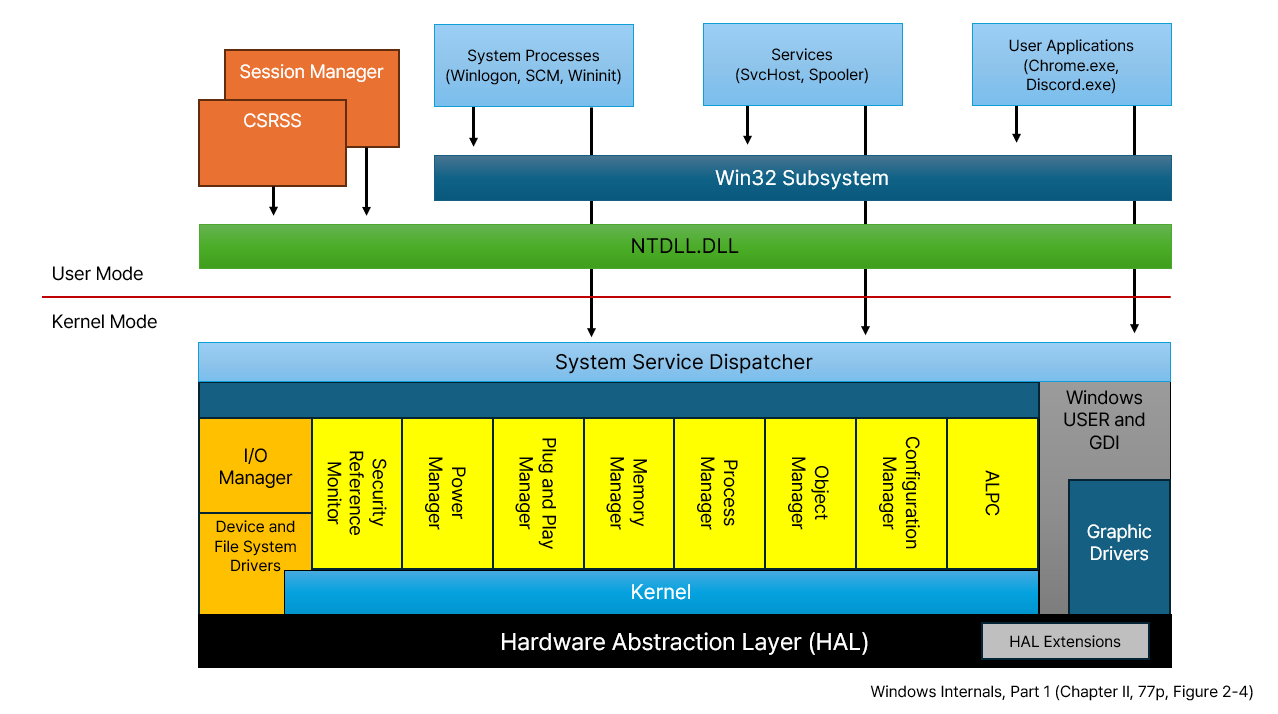 System Processes
(Winlogon, SCM, Wininit)
Services
(SvcHost, Spooler)
User Applications
(Chrome.exe,
Discord.exe)
Session Manager
CSRSS
Win32 Subsystem
NTDLL.DLL
User Mode
Kernel Mode
System Service Dispatcher
Windows
USER and
GDI
I/O
Manager
Device and
File System
Drivers
Security
Reference
Monitor
Power
Manager
Plug and Play
Manager
Memory
Manager
Process
Manager
Object
Manager
Configuration
Manager
ALPC
Graphic
Drivers
Kernel
Hardware Abstraction Layer (HAL)
HAL Extensions
Windows Internals, Part 1 (Chapter II, 77p, Figure 2-4)